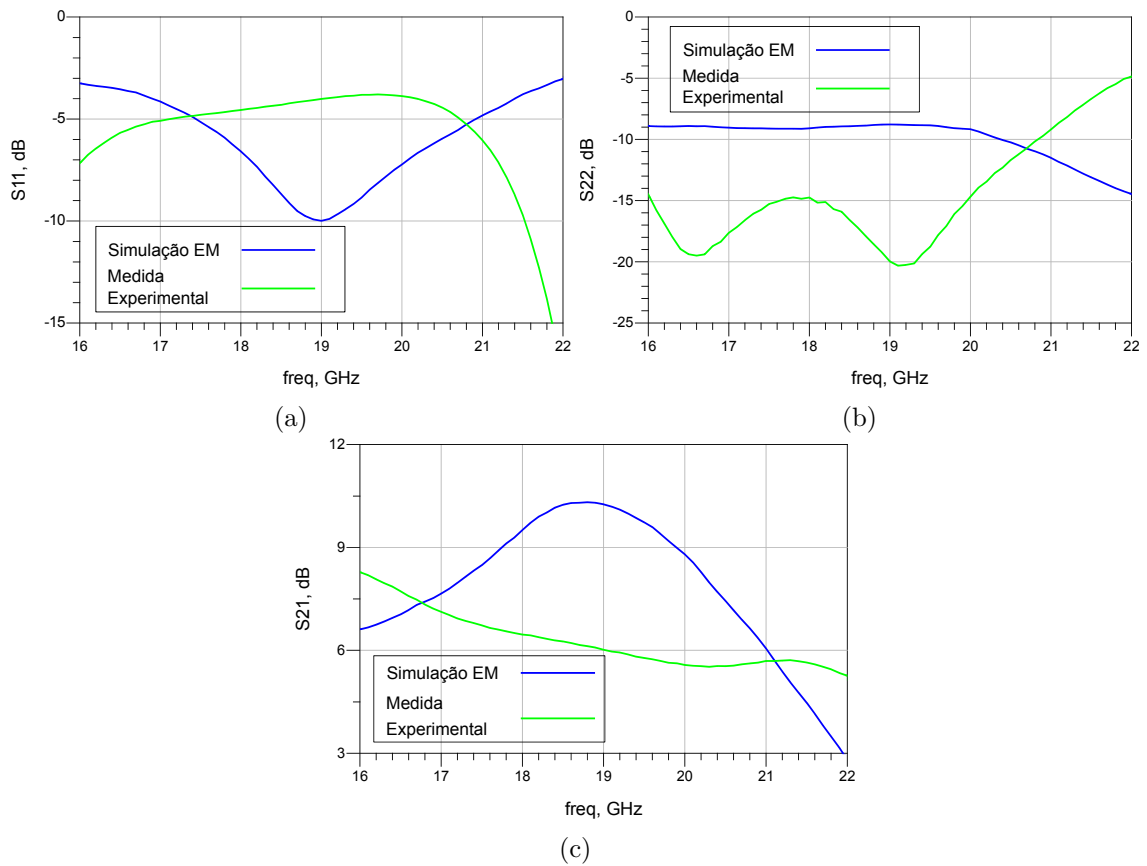 0
-5
-10
-15
S11, dB
Simulação EM
Medida
Experimental
16 17 18 19 20 21 22
freq, GHz
(a)
0
-5
-10
-15
-20
-25
S22, dB
Simulação EM
Medida
Experimental
16 17 18 19 20 21 22
freq, GHz
(b)
12
9
6
3
S21, dB
Simulação EM
Medida
Experimental
16 17 18 19 20 21 22
freq, GHz
(c)